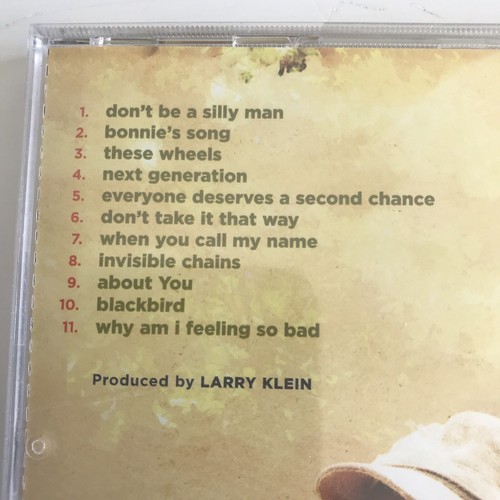 1. don't be a silly man
2. bonnie's song
3. these wheels
4. next generation
5. everyone deserves a second chance
6. don't take it that way
7. when you call my name
8. invisible chains
9. about You
10. blackbird
11. why am i feeling so bad
Produced by LARRY KLEIN